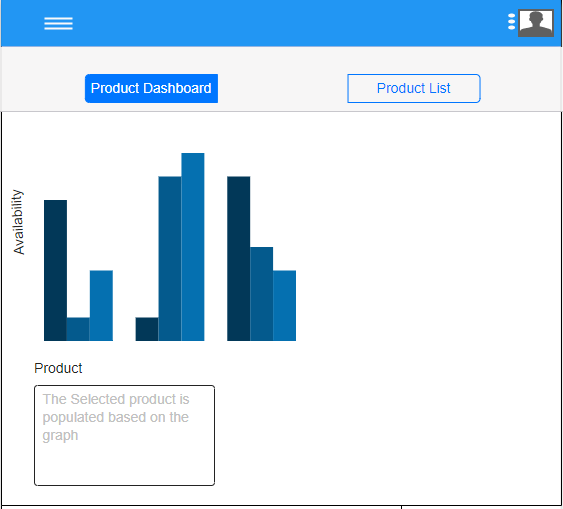 Product Dashboard
Product List
Availability
Product
The Selected product is
populated based on the
graph